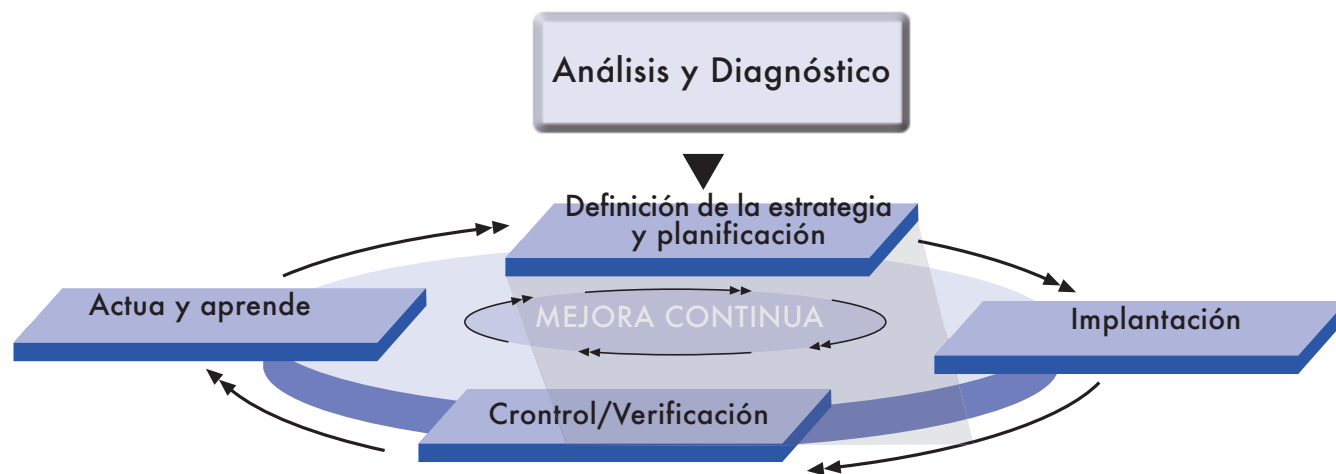 Análisis y Diagnóstico
Definición de la estrategia
y planificación
Actua y aprende
MEJORA CONTINUA
Implantación
Crontrol/Verificación